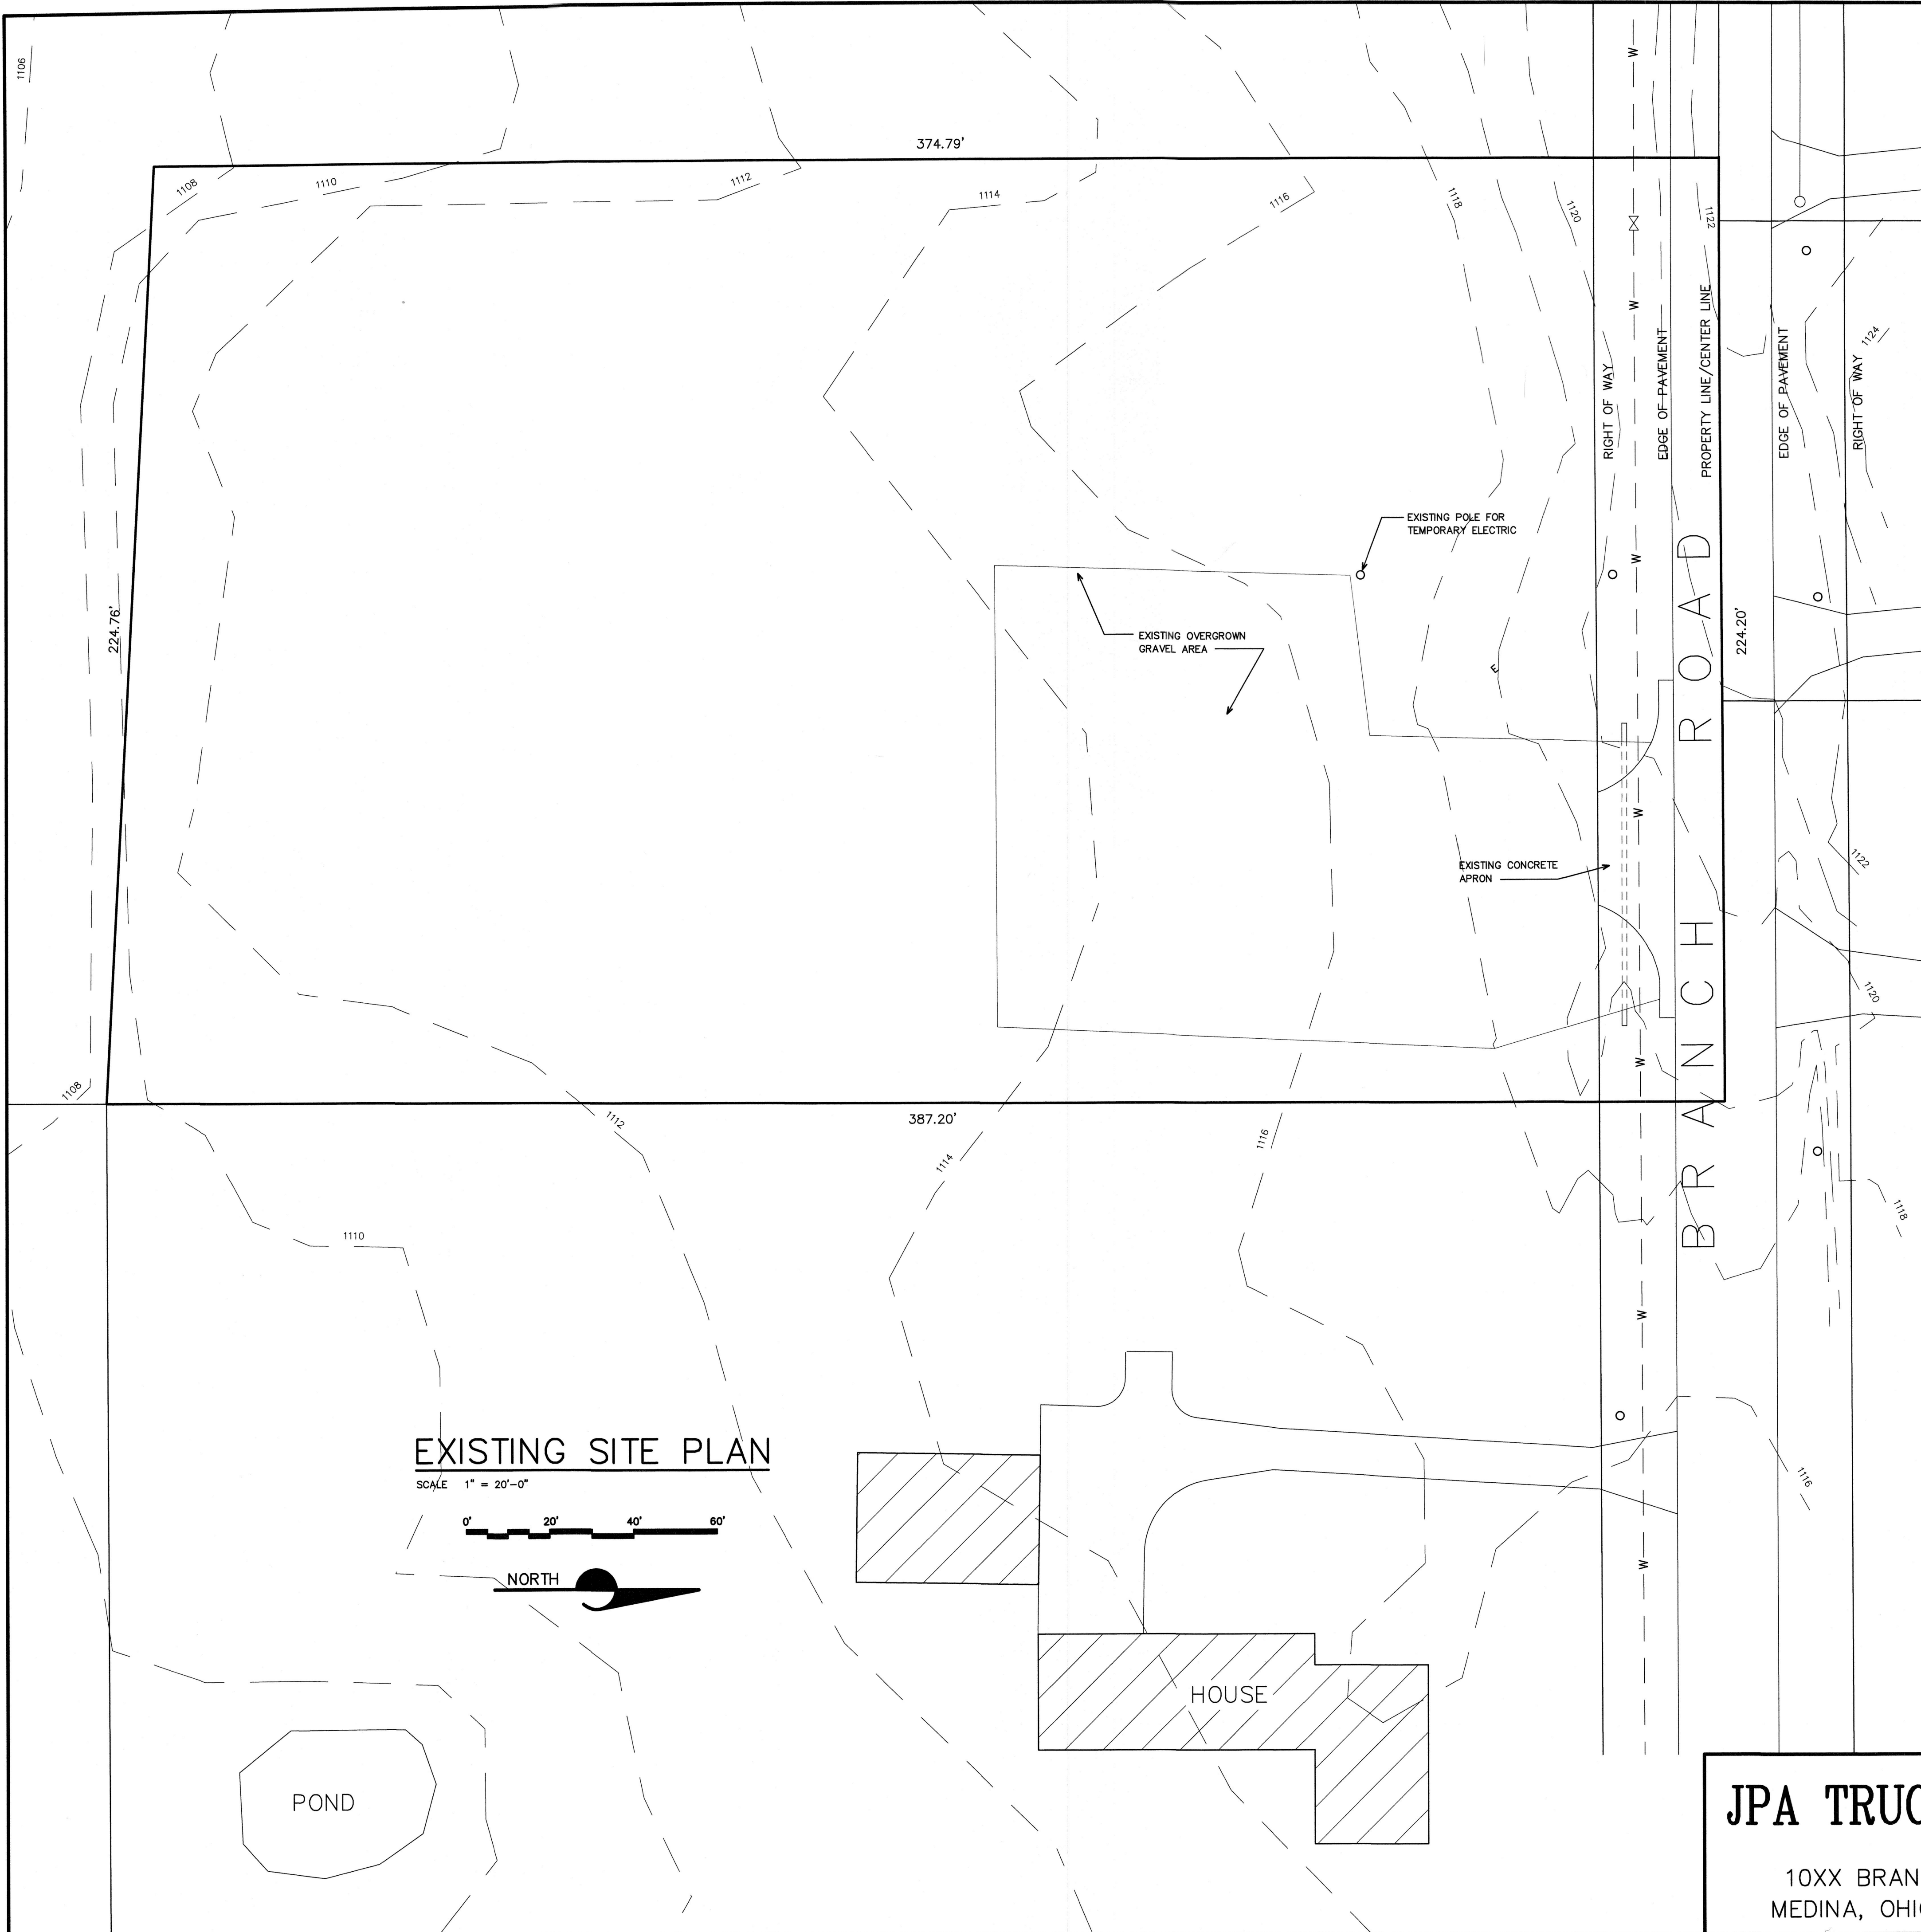 1106
374.79'
1108
1110
1112
1114
1116
1118
1120
1122
W
W
W
W
W
W
W
RIGHT OF WAY
EDGE OF PAVEMENT
PROPERTY LINE/CENTER LINE
EDGE OF PAVEMENT
RIGHT OF WAY
1124
EXISTING POLE FOR
TEMPORARY ELECTRIC
224.76'
EXISTING OVERGROWN
GRAVEL AREA
E
224.20'
BRANCH ROAD
EXISTING CONCRETE
APRON
1122
1120
1108
1112
387.20'
1114
1116
1110
1118
EXISTING SITE PLAN
SCALE 1" = 20'-0"
0' 20' 40' 60'
NORTH
1116
HOUSE
POND
JPA TRUC
10XX BRAN
MEDINA, OHI